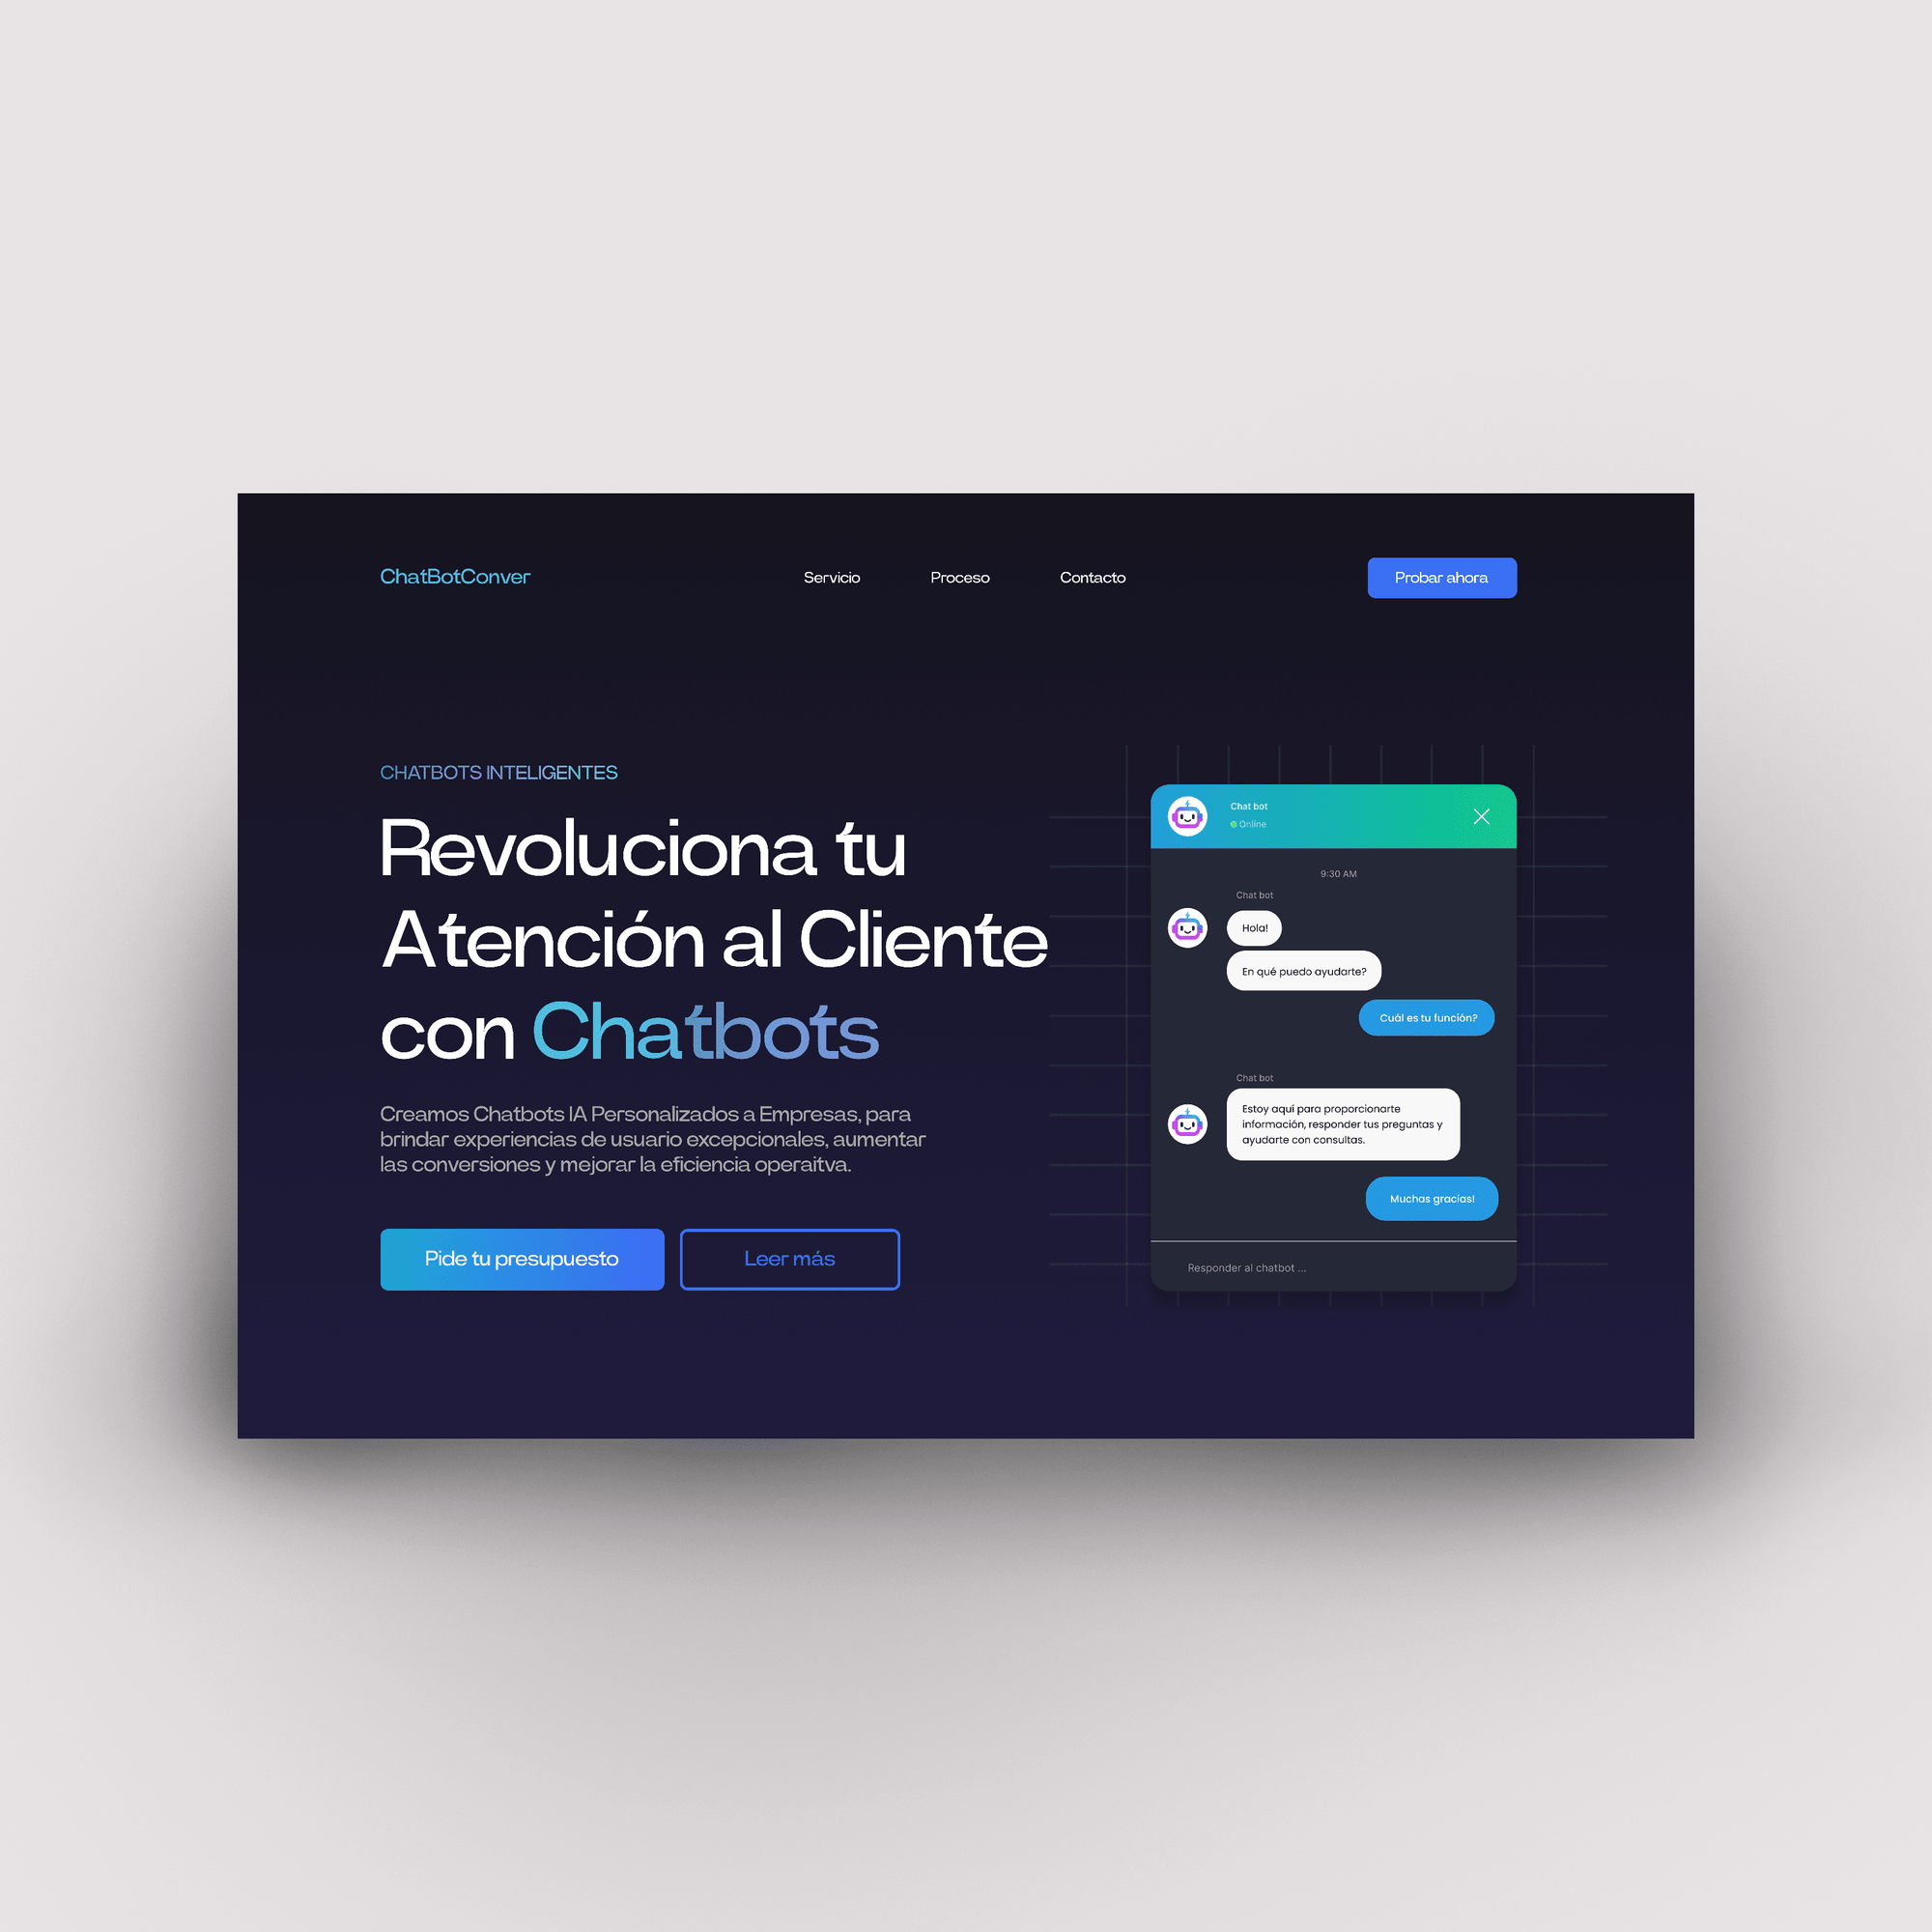 ChatBotConver
Servicio
Proceso
Contacto
Probar ahora
CHATBOTS INTELIGENTES
Revoluciona tu
Atención al Cliente
con Chatbots
Creamos Chatbots IA Personalizados a Empresas, para
brindar experiencias de usuario excepcionales, aumentar
las conversiones y mejorar la eficiencia operaitva.
Pide tu presupuesto
Leer más
Chat bot
Online
9:30 AM
Chat bot
Hola!
En qué puedo ayudarte?
Cuál es tu función?
Chat bot
Estoy aquí para proporcionarte
información, responder tus preguntas y
ayudarte con consultas.
Muchas gracias!
Responder al chatbot ...